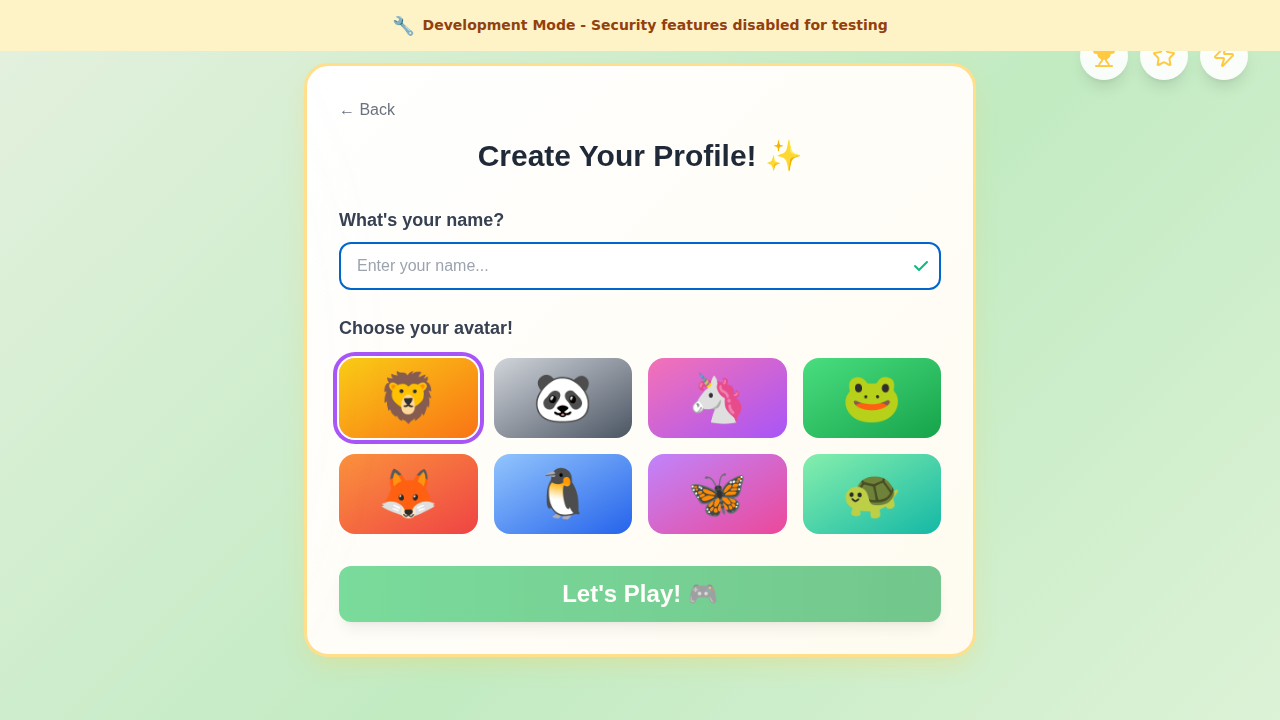 🔧 Development Mode - Security features disabled for testing
← Back
Create Your Profile! ✨
What's your name?
Enter your name...
Choose your avatar!
Let's Play! 🎮